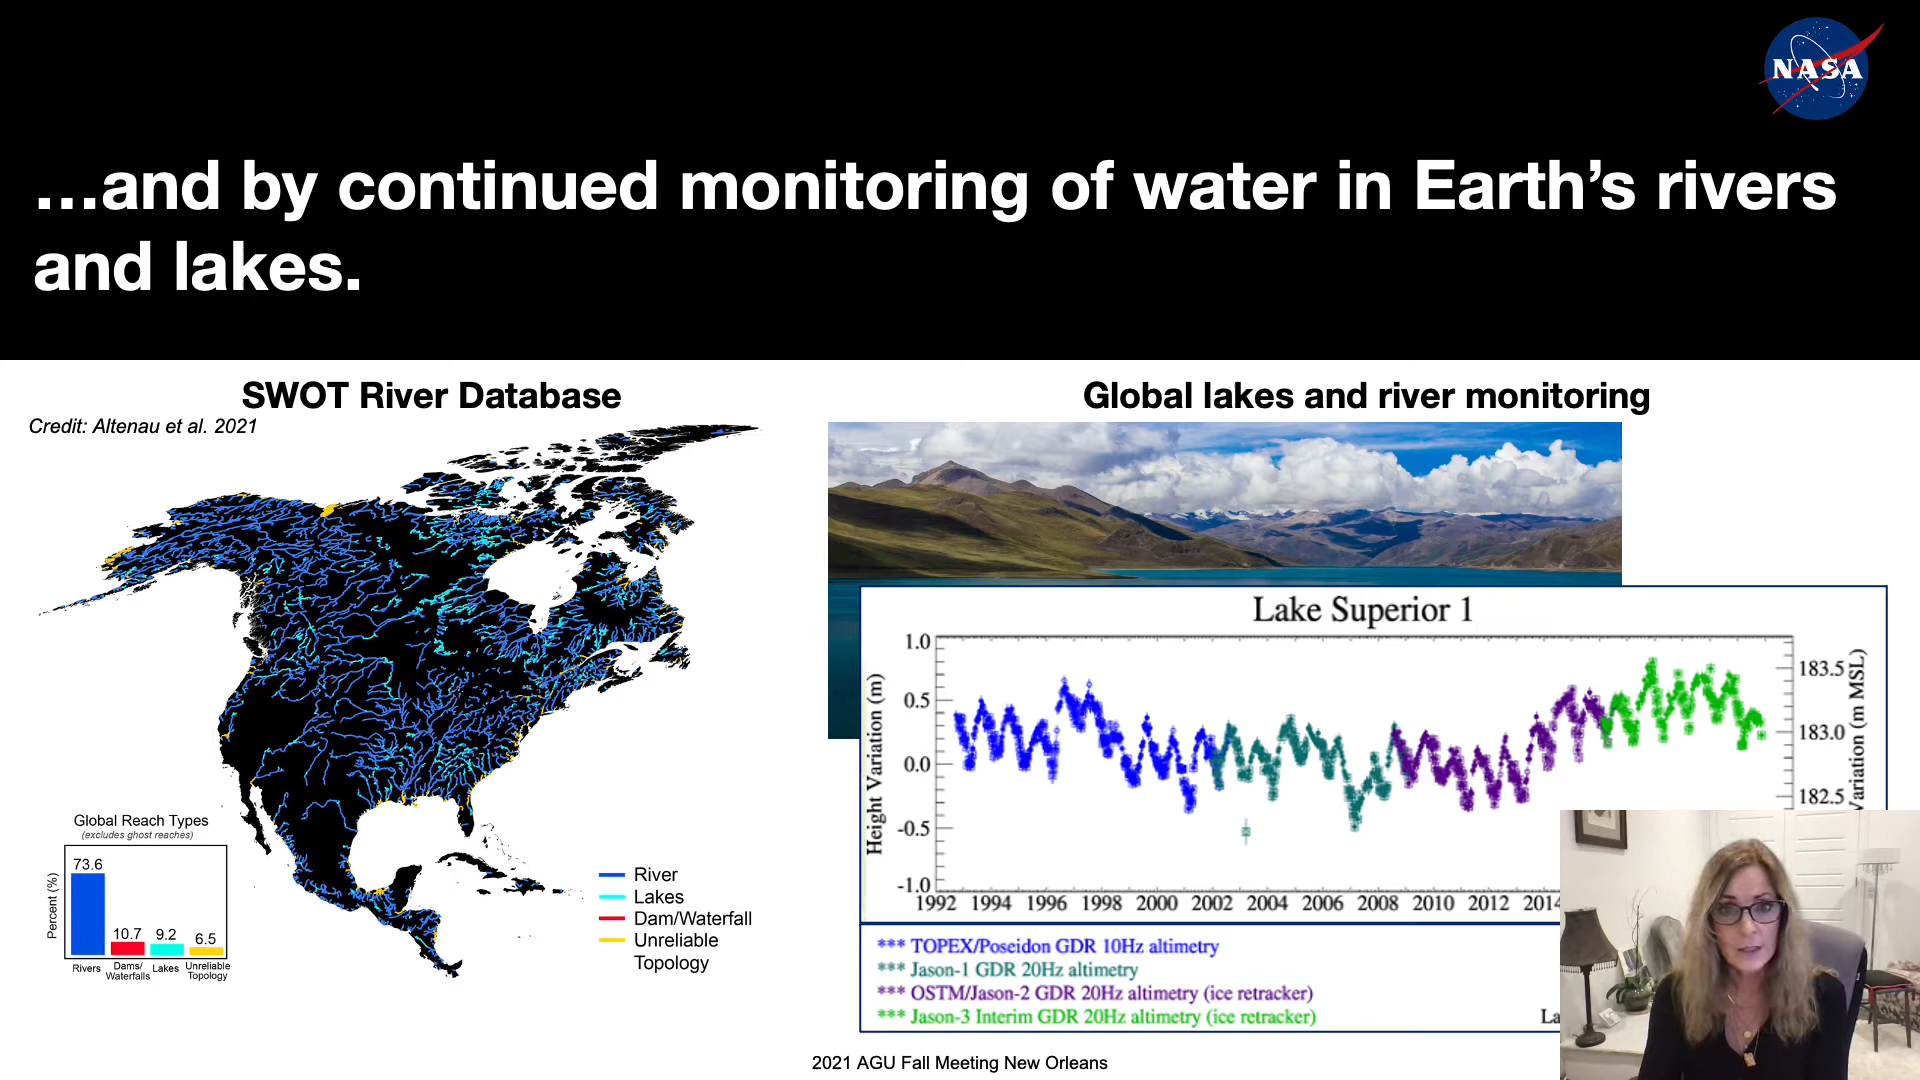 NASA
…and by continued monitoring of water in Earth’s rivers
and lakes.
SWOT River Database
Credit: Altenau et al. 2021
Global Reach Types
(excludes ghost reaches)
Percent (%)
73.6
10.7
9.2
6.5
Rivers
Dams/
Waterfalls
Lakes
Unreliable
Topology
River
Lakes
Dam/Waterfall
Unreliable
Topology
Global lakes and river monitoring
Lake Superior 1
Height Variation (m)
1.0
0.5
0.0
-0.5
-1.0
183.5
183.0
182.5
Variation (m MSL)
1992 1994 1996 1998 2000 2002 2004 2006 2008 2010 2012 2014
*** TOPEX/Poseidon GDR 10Hz altimetry
*** Jason-1 GDR 20Hz altimetry
*** OSTM/Jason-2 GDR 20Hz altimetry (ice retracker)
*** Jason-3 Interim GDR 20Hz altimetry (ice retracker)
La
2021 AGU Fall Meeting New Orleans